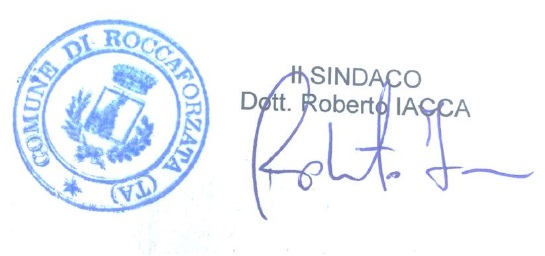 COMUNE DI ROCCAFORZATA (TA)
Il SINDACO
Dott. Roberto IACCA